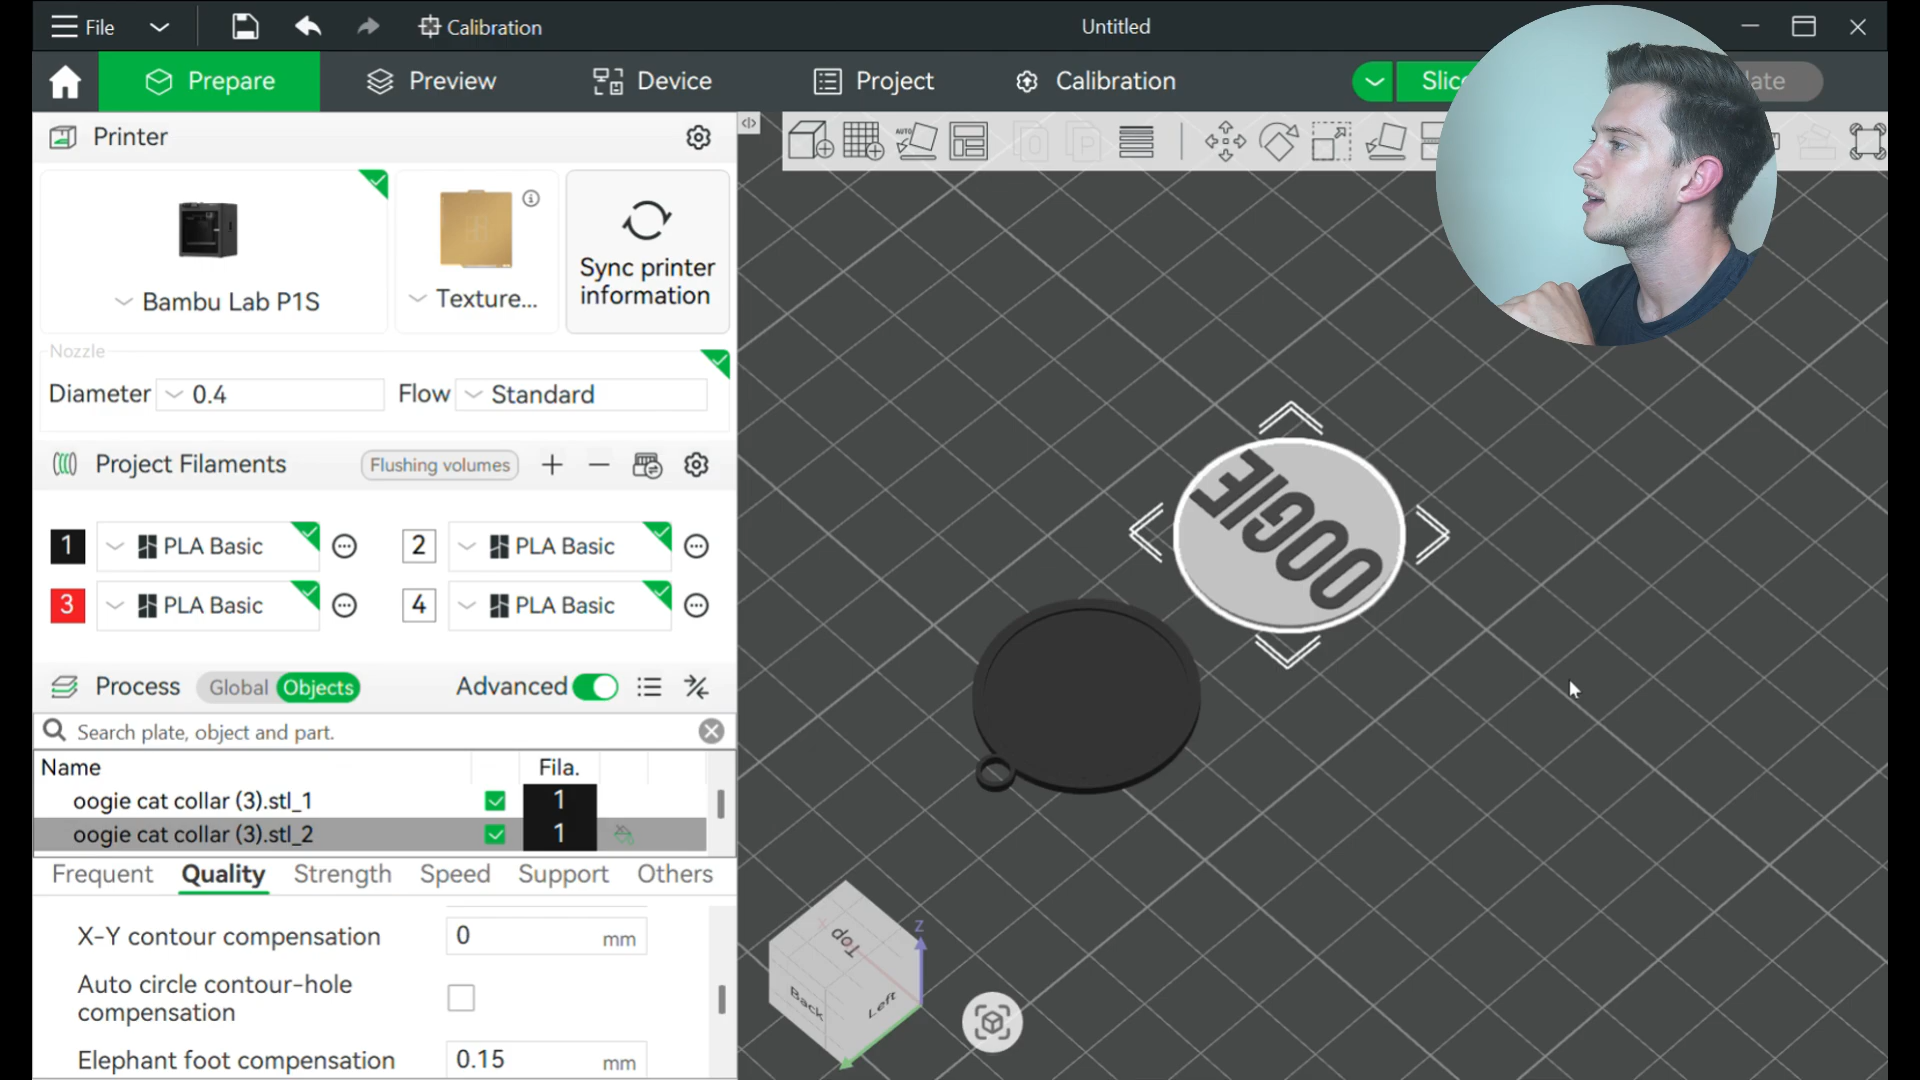 File
Calibration
Untitled
Prepare
Preview
Device
Project
Calibration
Slic
ate
Printer
AUTO
Bambu Lab P1S
Texture...
Sync printer
information
Nozzle
Diameter
0.4
Flow
Standard
Project Filaments
Flushing volumes
1
PLA Basic
2
PLA Basic
3
PLA Basic
4
PLA Basic
Process
Global
Objects
Advanced
Search plate, object and part.
Name
Fila.
oogie cat collar (3).stl_1
1
oogie cat collar (3).stl_2
1
Frequent
Quality
Strength
Speed
Support
Others
X-Y contour compensation
0
mm
Auto circle contour-hole
compensation
Elephant foot compensation
0.15
mm
OOGIE
Top
Back
Left
Z